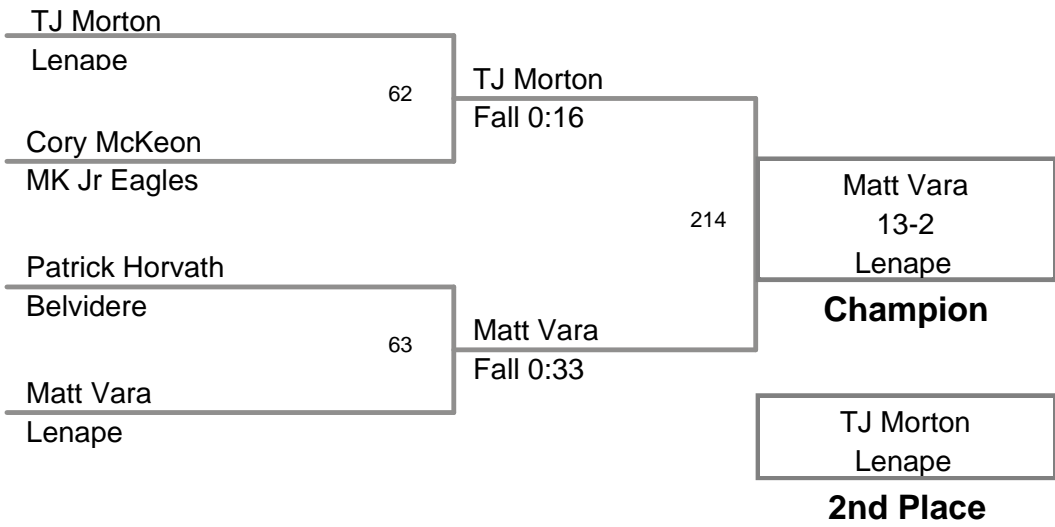 TJ Morton
Lenape
62
Cory McKeon
MK Jr Eagles
TJ Morton
Fall 0:16
Patrick Horvath
Belvidere
63
Matt Vara
Lenape
Matt Vara
Fall 0:33
214
Matt Vara
13-2
Lenape
Champion
TJ Morton
Lenape
2nd Place